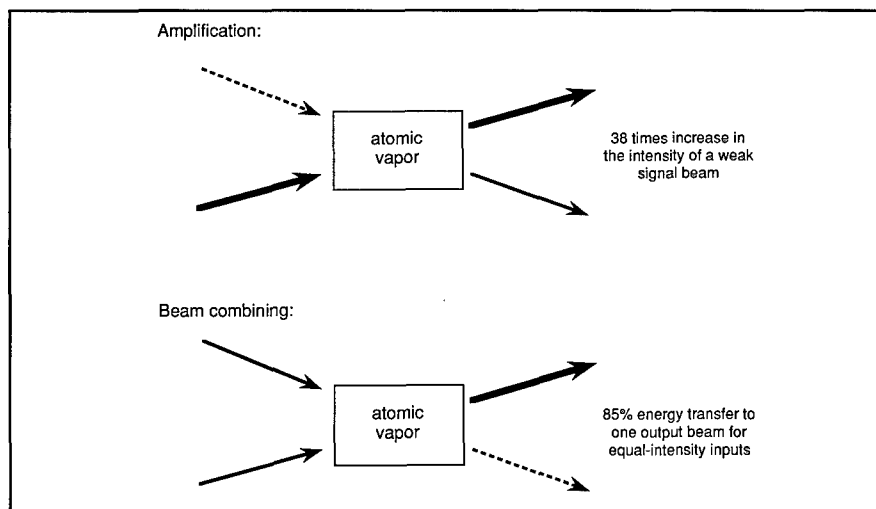 Amplification:
atomic
vapor
38 times increase in
the intensity of a weak
signal beam
Beam combining:
atomic
vapor
85% energy transfer to
one output beam for
equal-intensity inputs